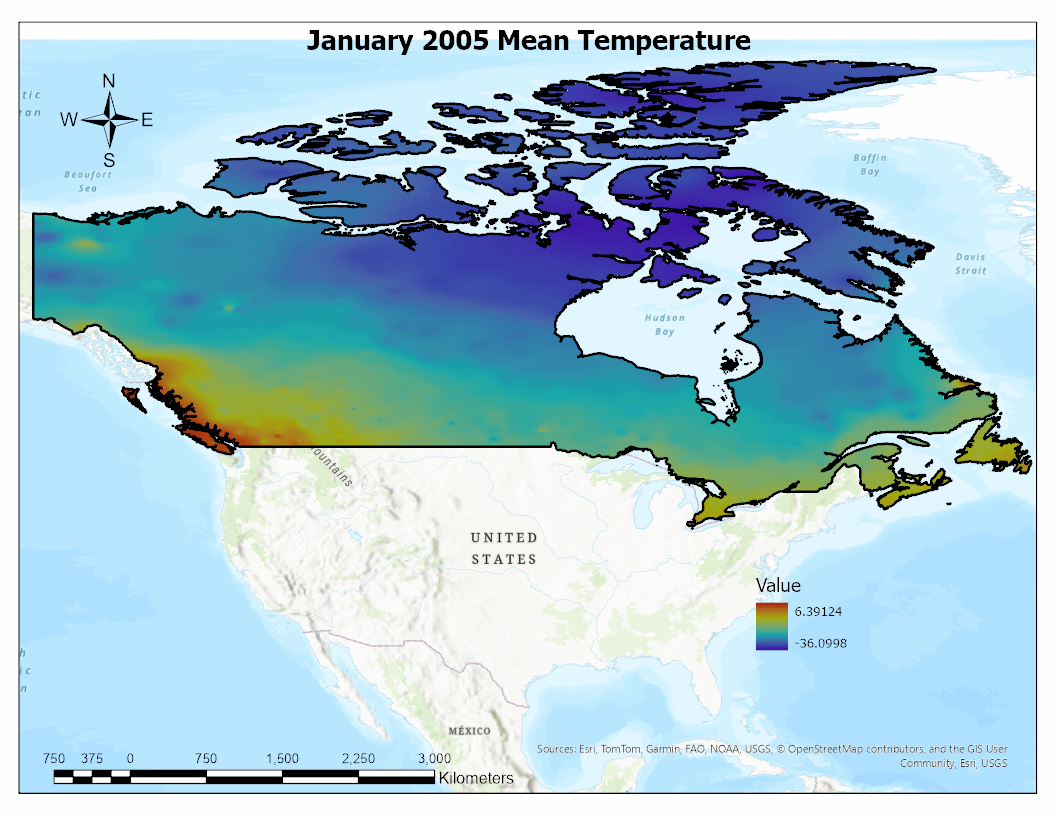 January 2005 Mean Temperature
N
W E
S
tic
ean
Beaufort
Sea
Baffin
Bay
Davis
Strait
Hudson
Bay
ountains
UNITED
STATES
Value
6.39124
-36.0998
h
ic
n
MÉXICO
Sources: Esri, TomTom, Garmin, FAO, NOAA, USGS, © OpenStreetMap contributors, and the GIS User
Community, Esri, USGS
750 375 0 750 1,500 2,250 3,000
Kilometers